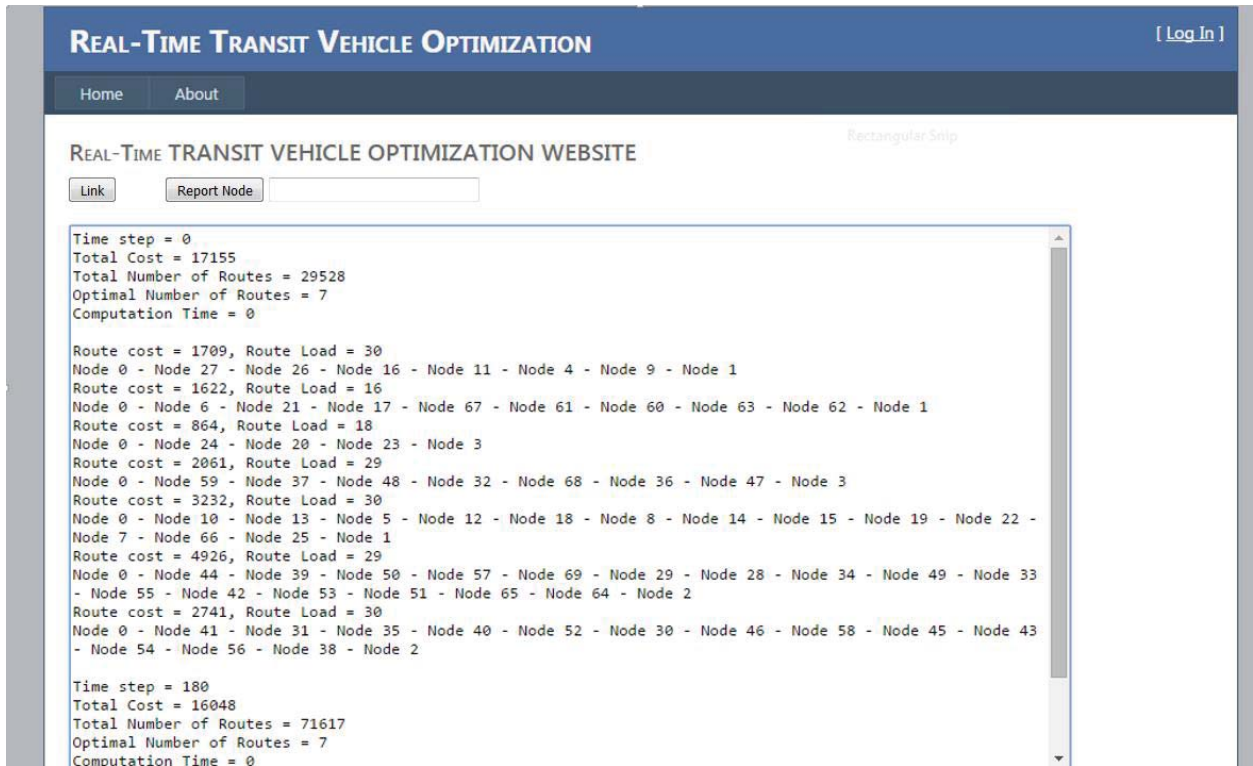 REAL-TIME TRANSIT VEHICLE OPTIMIZATION
[ Log In ]
Home About
Rectangular Snip
REAL-TIME TRANSIT VEHICLE OPTIMIZATION WEBSITE
Link Report Node
Time step = 0
Total Cost = 17155
Total Number of Routes = 29528
Optimal Number of Routes = 7
Computation Time = 0
Route cost = 1709, Route Load = 30
Node 0 - Node 27 - Node 26 - Node 16 - Node 11 - Node 4 - Node 9 - Node 1
Route cost = 1622, Route Load = 16
Node 0 - Node 6 - Node 21 - Node 17 - Node 67 - Node 61 - Node 60 - Node 63 - Node 62 - Node 1
Route cost = 864, Route Load = 18
Node 0 - Node 24 - Node 20 - Node 23 - Node 3
Route cost = 2061, Route Load = 29
Node 0 - Node 59 - Node 37 - Node 48 - Node 32 - Node 68 - Node 36 - Node 47 - Node 3
Route cost = 3232, Route Load = 30
Node 0 - Node 10 - Node 13 - Node 5 - Node 12 - Node 18 - Node 8 - Node 14 - Node 15 - Node 19 - Node 22 -
Node 7 - Node 66 - Node 25 - Node 1
Route cost = 4926, Route Load = 29
Node 0 - Node 44 - Node 39 - Node 50 - Node 57 - Node 69 - Node 29 - Node 28 - Node 34 - Node 49 - Node 33
- Node 55 - Node 42 - Node 53 - Node 51 - Node 65 - Node 64 - Node 2
Route cost = 2741, Route Load = 30
Node 0 - Node 41 - Node 31 - Node 35 - Node 40 - Node 52 - Node 30 - Node 46 - Node 58 - Node 45 - Node 43
- Node 54 - Node 56 - Node 38 - Node 2
Time step = 180
Total Cost = 16048
Total Number of Routes = 71617
Optimal Number of Routes = 7
Computation Time = 0